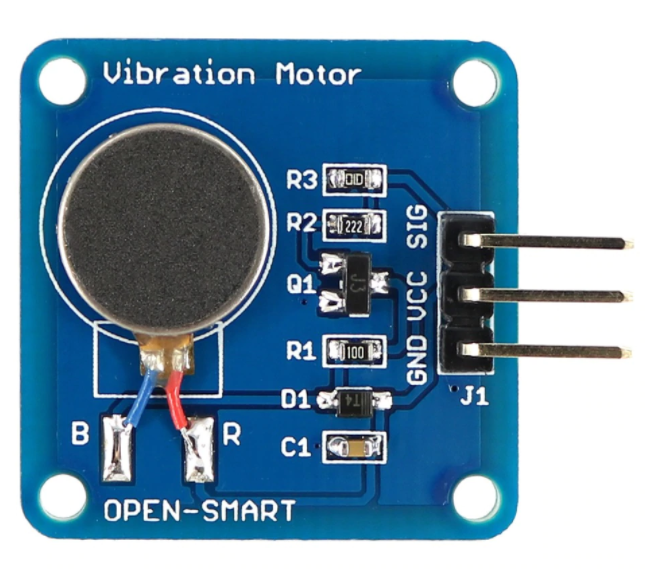 Vibration Motor
R3
R2
222
SIG
Q1
J3
VCC
R1
100
GND
D1
T4
J1
B
R
C1
OPEN-SMART